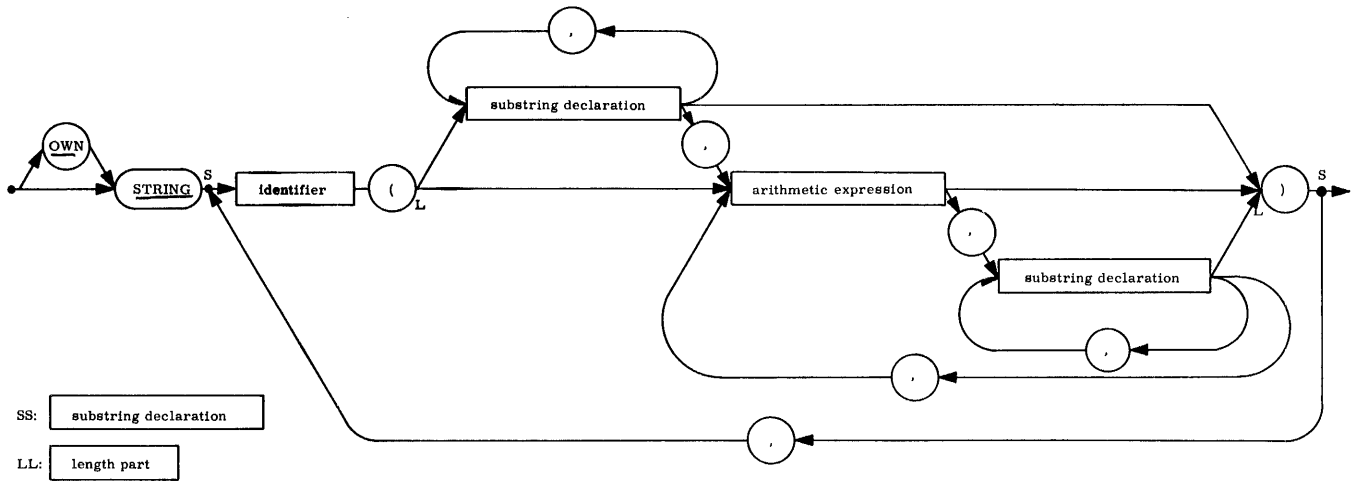 ,
substring declaration
OWN
,
STRING
S
identifier
(
L
arithmetic expression
L
)
S
,
substring declaration
,
,
SS: substring declaration
,
LL: length part